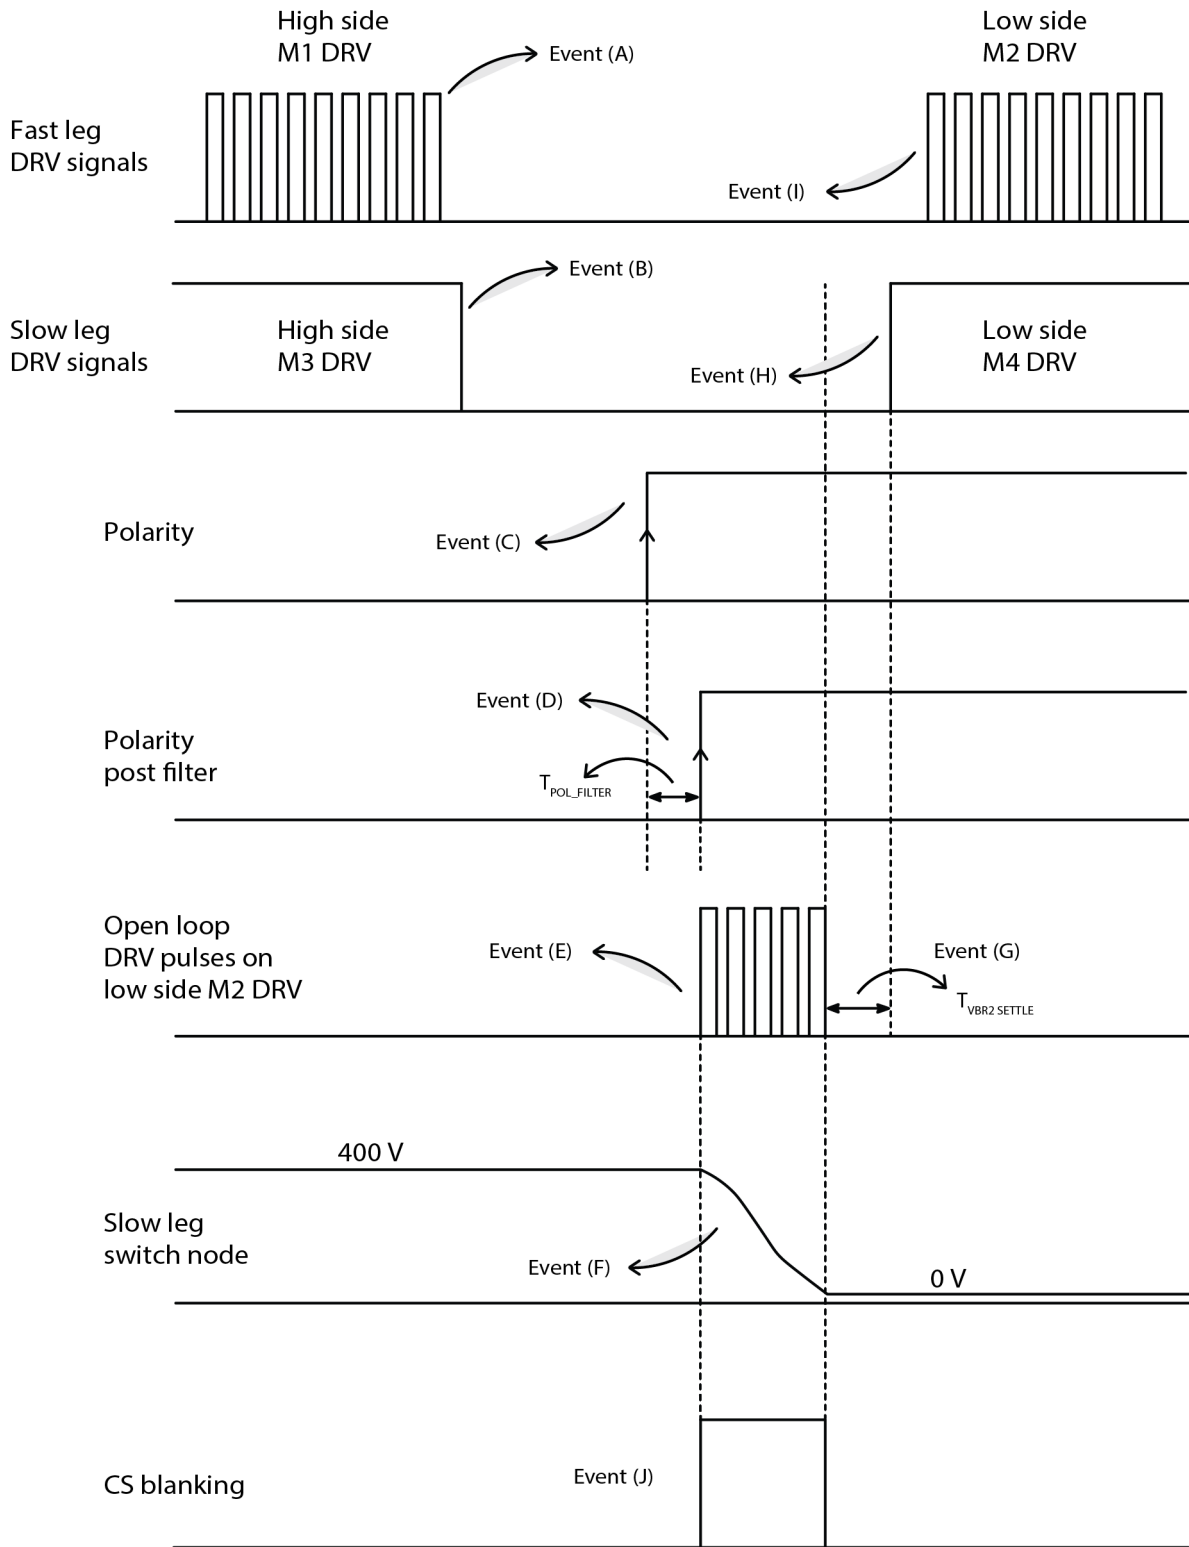 High side
M1 DRV
Event (A)
Low side
M2 DRV
Fast leg
DRV signals
Event (I)
Event (B)
Slow leg
DRV signals
High side
M3 DRV
Event (H)
Low side
M4 DRV
Polarity
Event (C)
Event (D)
Polarity
post filter
TPOL_FILTER
Open loop
DRV pulses on
low side M2 DRV
Event (E)
Event (G)
TVBR2 SETTLE
400 V
Slow leg
switch node
Event (F)
0 V
CS blanking
Event (J)